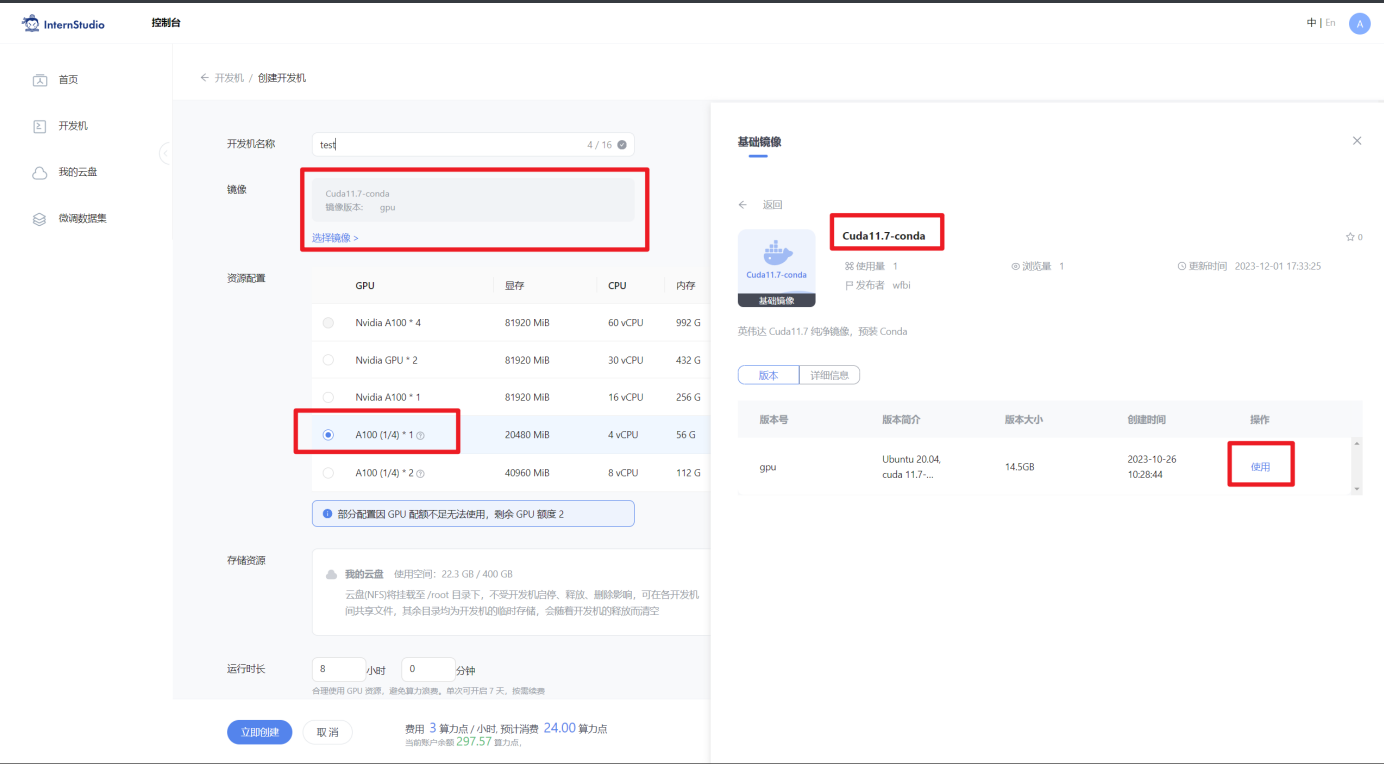 InternStudio 控制台 中 | En A
首页
开发机
我的云盘
微调数据集
开发机 / 创建开发机
开发机名称 test 4 / 16
镜像 Cuda11.7-conda
镜像版本: gpu
选择镜像 >
资源配置
GPU 显存 CPU 内存
Nvidia A100 * 4 81920 MiB 60 vCPU 992 G
Nvidia GPU * 2 81920 MiB 30 vCPU 432 G
Nvidia A100 * 1 81920 MiB 16 vCPU 256 G
A100 (1/4) * 1 20480 MiB 4 vCPU 56 G
A100 (1/4) * 2 40960 MiB 8 vCPU 112 G
部分配置因 GPU 配额不足无法使用，剩余 GPU 额度 2
存储资源
我的云盘 使用空间: 22.3 GB / 400 GB
云盘(NFS)将挂载至 /root 目录下，不受开发机启停、释放、删除影响，可在各开发机
间共享文件，其余目录均为开发机的临时存储，会随着开发机的释放而清空
运行时长 8 小时 0 分钟
合理使用 GPU 资源，避免算力浪费。单次可开启 7 天，按需续费
立即创建 取 消
费用 3 算力点 / 小时, 预计消费 24.00 算力点
当前账户余额 297.57 算力点。
基础镜像
返回
Cuda11.7-conda
基础镜像
Cuda11.7-conda
0
使用量 1 浏览量 1 更新时间 2023-12-01 17:33:25
发布者 wfbi
英伟达 Cuda11.7 纯净镜像，预装 Conda
版本 详细信息
版本号 版本简介 版本大小 创建时间 操作
gpu Ubuntu 20.04, 14.5GB 2023-10-26 使用
cuda 11.7-... 10:28:44